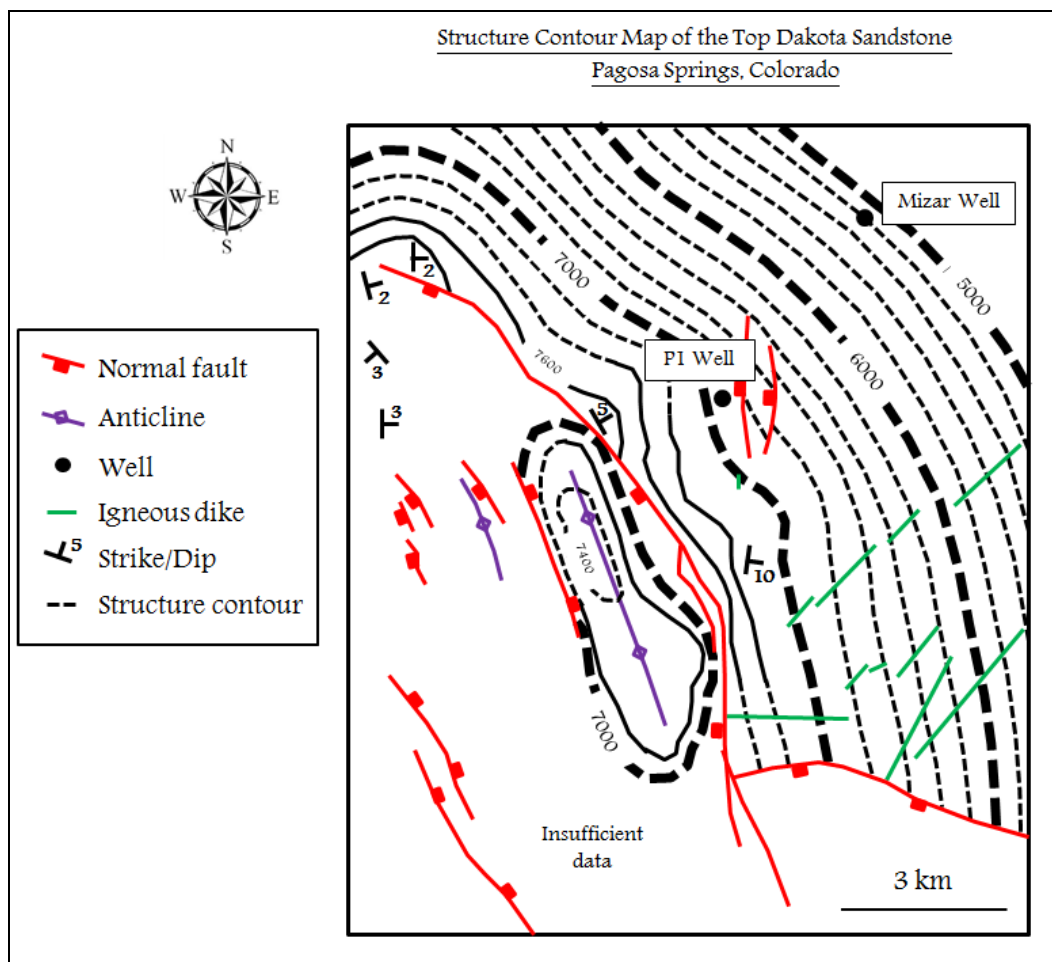 Structure Contour Map of the Top Dakota Sandstone
Pagosa Springs, Colorado
N
W
E
S
Mizar Well
7000
5000
2
2
P1 Well
6000
7600
3
5
3
Normal fault
Anticline
Well
Igneous dike
5
Strike/Dip
Structure contour
7400
10
7000
Insufficient
data
3 km